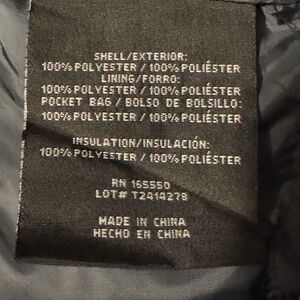 SHELL/EXTERIOR:
100% POLYESTER / 100% POLIÉSTER
LINING/FORRO:
100% POLYESTER / 100% POLIÉSTER
POCKET BAG / BOLSO DE BOLSILLO:
100% POLYESTER / 100% POLIÉSTER
INSULATION/INSULACIÓN:
100% POLYESTER / 100% POLIÉSTER
RN 165550
LOT# T2414278
MADE IN CHINA
HECHO EN CHINA